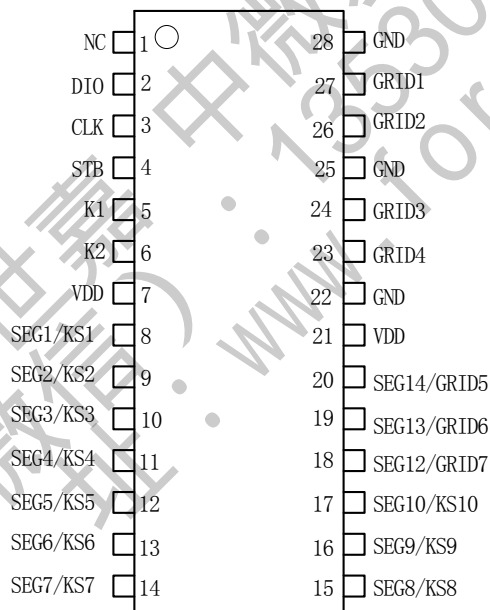 NC 1 28 GND
DIO 2 27 GRID1
CLK 3 26 GRID2
STB 4 25 GND
K1 5 24 GRID3
K2 6 23 GRID4
VDD 7 22 GND
SEG1/KS1 8 21 VDD
SEG2/KS2 9 20 SEG14/GRID5
SEG3/KS3 10 19 SEG13/GRID6
SEG4/KS4 11 18 SEG12/GRID7
SEG5/KS5 12 17 SEG10/KS10
SEG6/KS6 13 16 SEG9/KS9
SEG7/KS7 14 15 SEG8/KS8